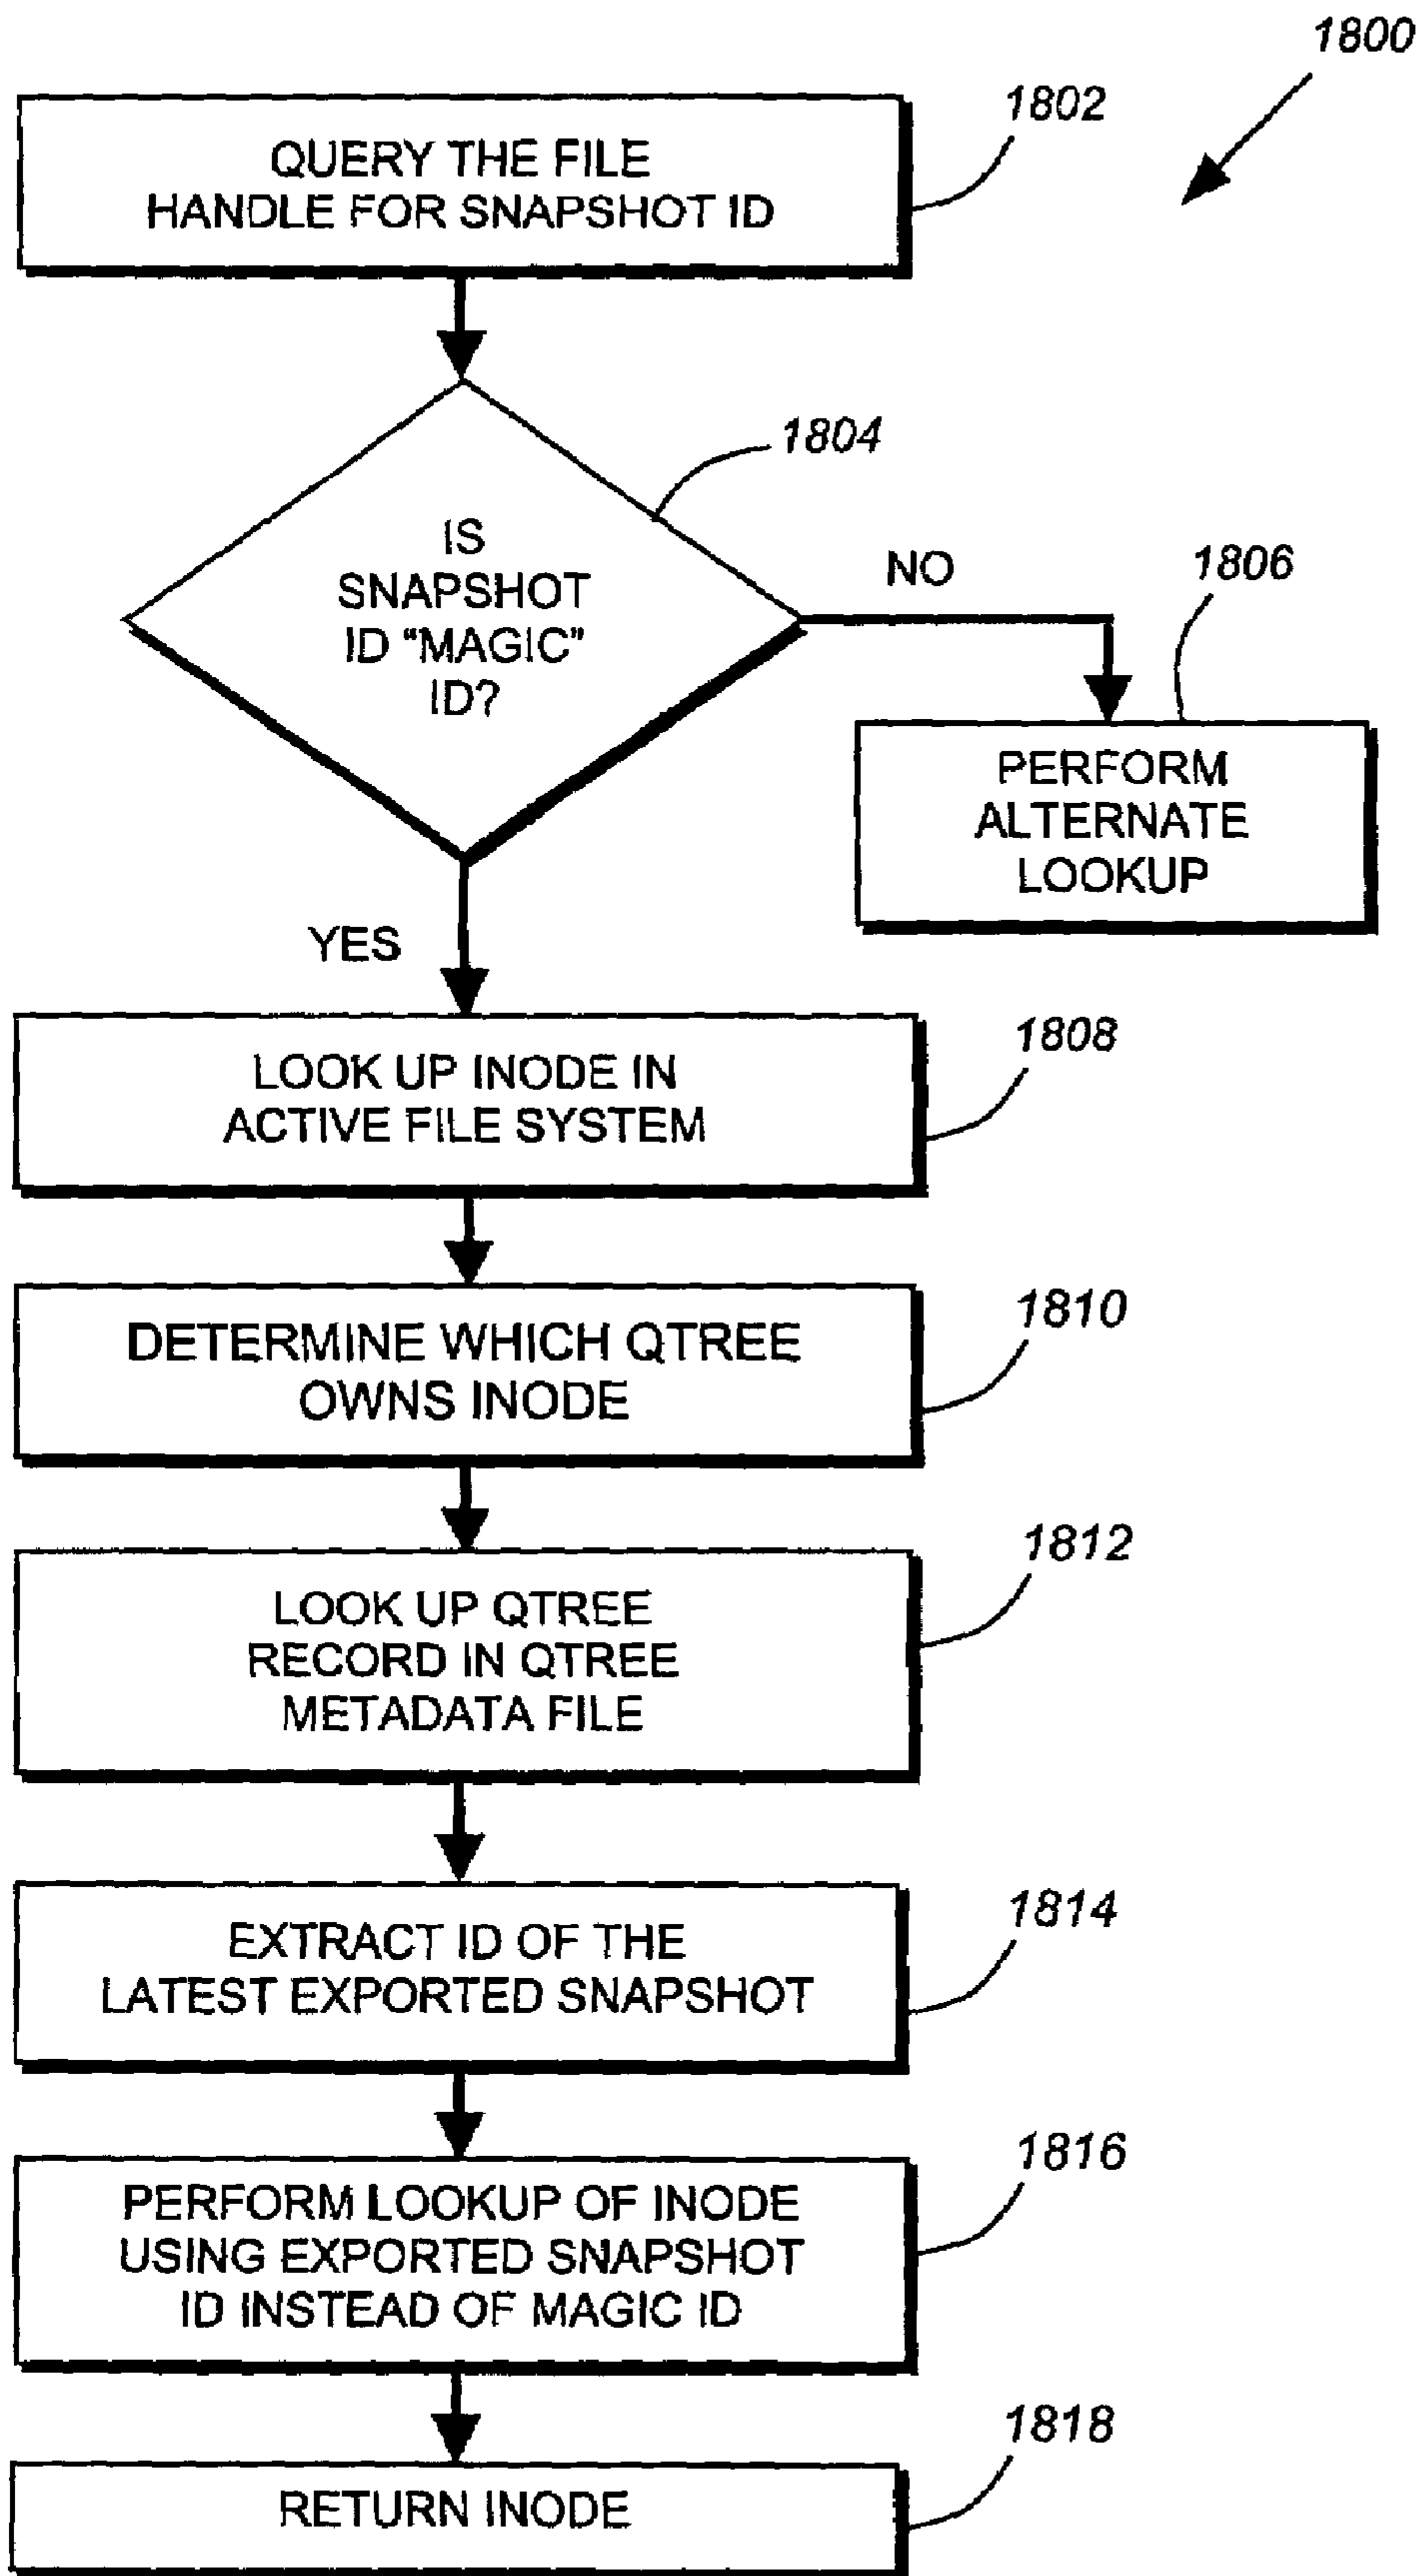 1800
1802
QUERY THE FILE
HANDLE FOR SNAPSHOT ID
1804
IS
SNAPSHOT
ID “MAGIC”
ID?
NO
1806
PERFORM
ALTERNATE
LOOKUP
YES
1808
LOOK UP INODE IN
ACTIVE FILE SYSTEM
1810
DETERMINE WHICH QTREE
OWNS INODE
1812
LOOK UP QTREE
RECORD IN QTREE
METADATA FILE
1814
EXTRACT ID OF THE
LATEST EXPORTED SNAPSHOT
1816
PERFORM LOOKUP OF INODE
USING EXPORTED SNAPSHOT
ID INSTEAD OF MAGIC ID
1818
RETURN INODE